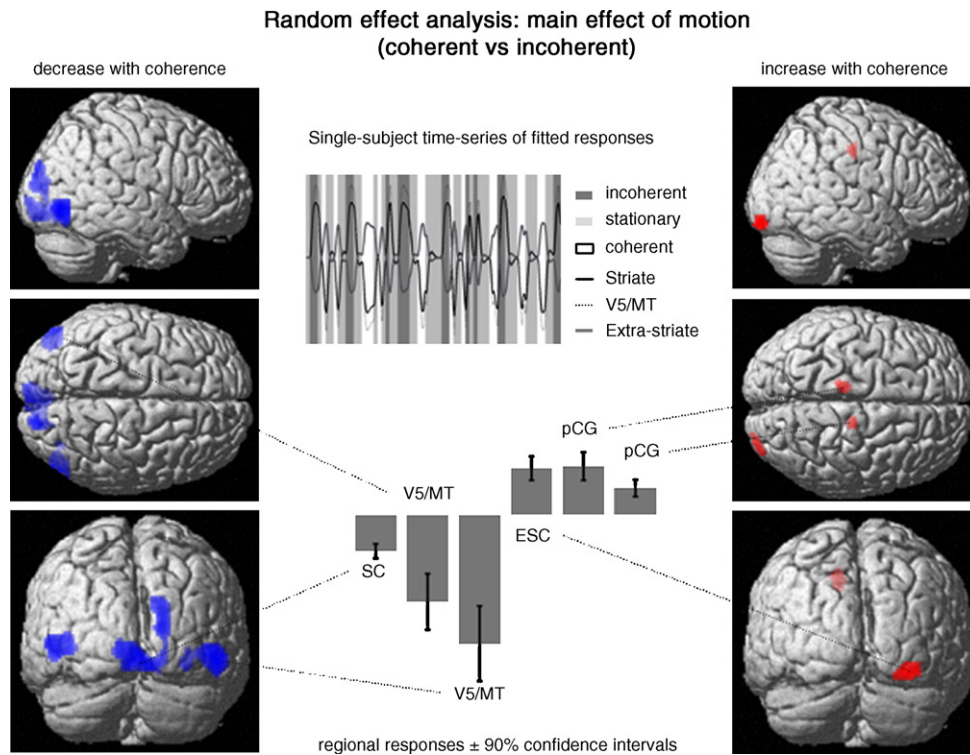 Random effect analysis: main effect of motion
(coherent vs incoherent)
decrease with coherence
increase with coherence
Single-subject time-series of fitted responses
incoherent
stationary
coherent
Striate
V5/MT
Extra-striate
pCG
pCG
V5/MT
ESC
SC
V5/MT
regional responses ± 90% confidence intervals